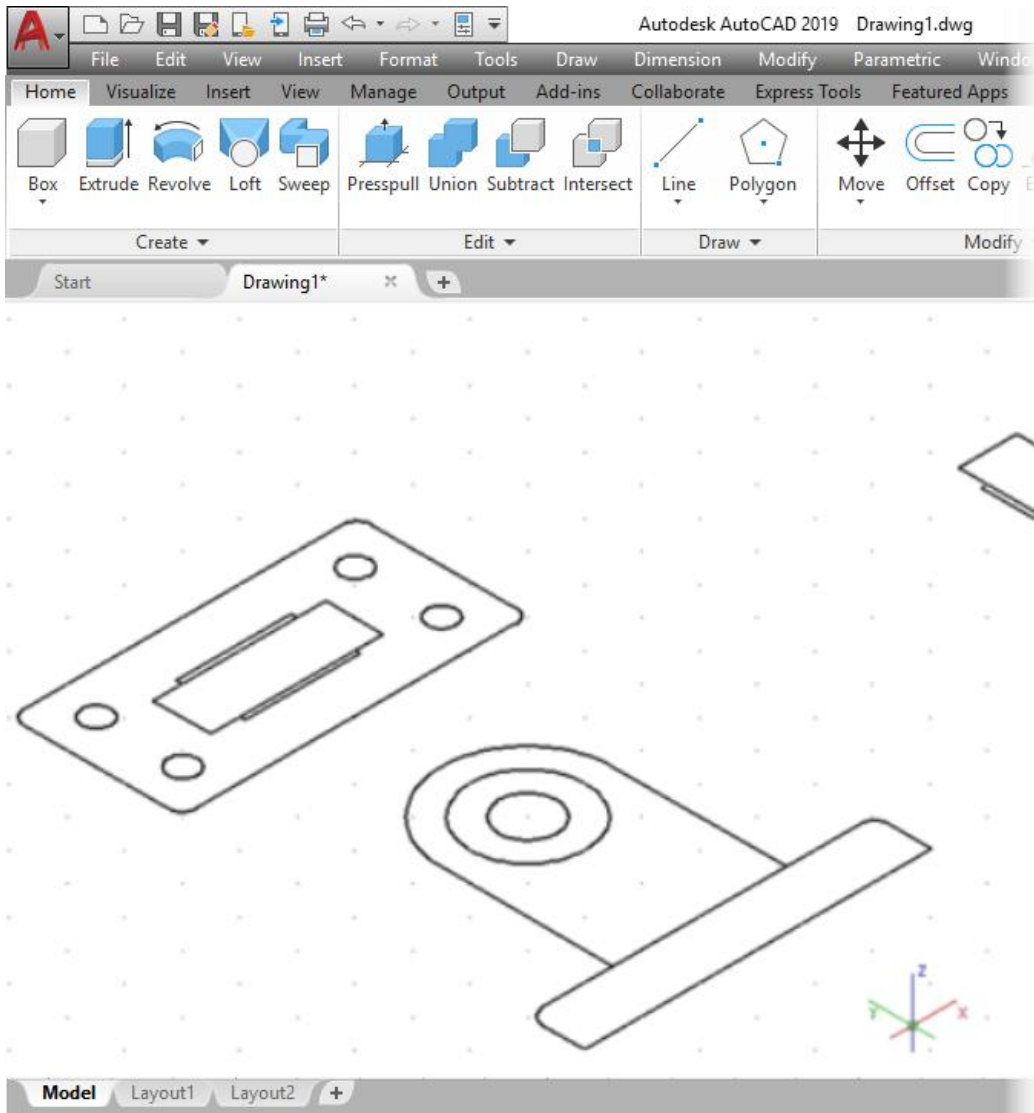 Autodesk AutoCAD 2019 Drawing1.dwg
File Edit View Insert Format Tools Draw Dimension Modify Parametric
Home Visualize Insert View Manage Output Add-ins Collaborate Express Tools Featured Apps
Box Extrude Revolve Loft Sweep Presspull Union Subtract Intersect Line Polygon Move Offset Copy
Create Edit Draw Modify
Start Drawing1*
Z
Y X
Model Layout1 Layout2 +